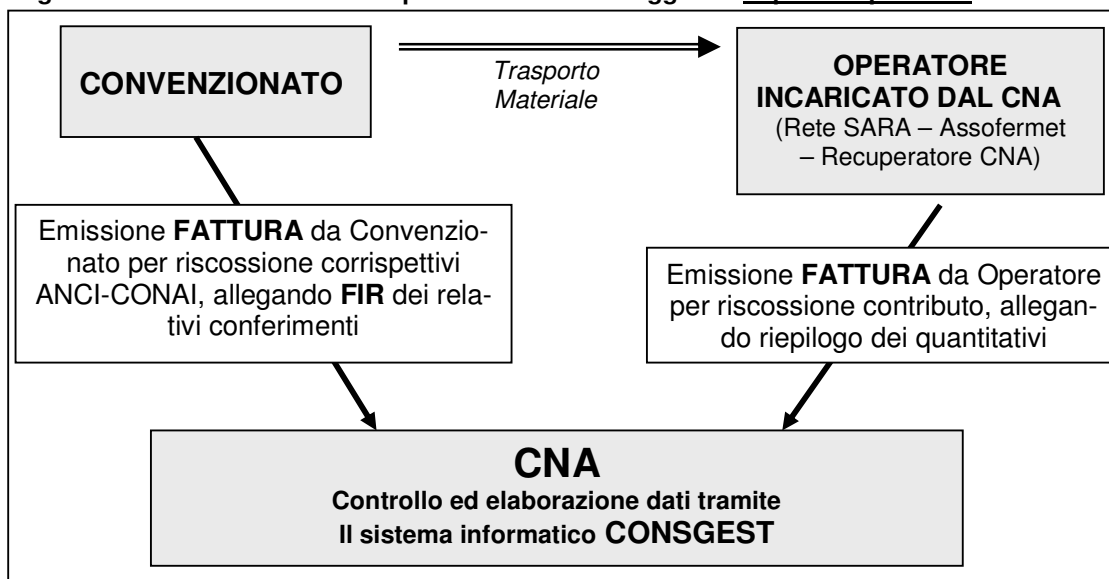 CONVENZIONATO
Trasporto
Materiale
OPERATORE
INCARICATO DAL CNA
(Rete SARA – Assofermet
– Recuperatore CNA)
Emissione FATTURA da Convenzio-
nato per riscossione corrispettivi
ANCI-CONAI, allegando FIR dei rela-
tivi conferimenti
Emissione FATTURA da Operatore
per riscossione contributo, allegan-
do riepilogo dei quantitativi
CNA
Controllo ed elaborazione dati tramite
Il sistema informatico CONSGEST